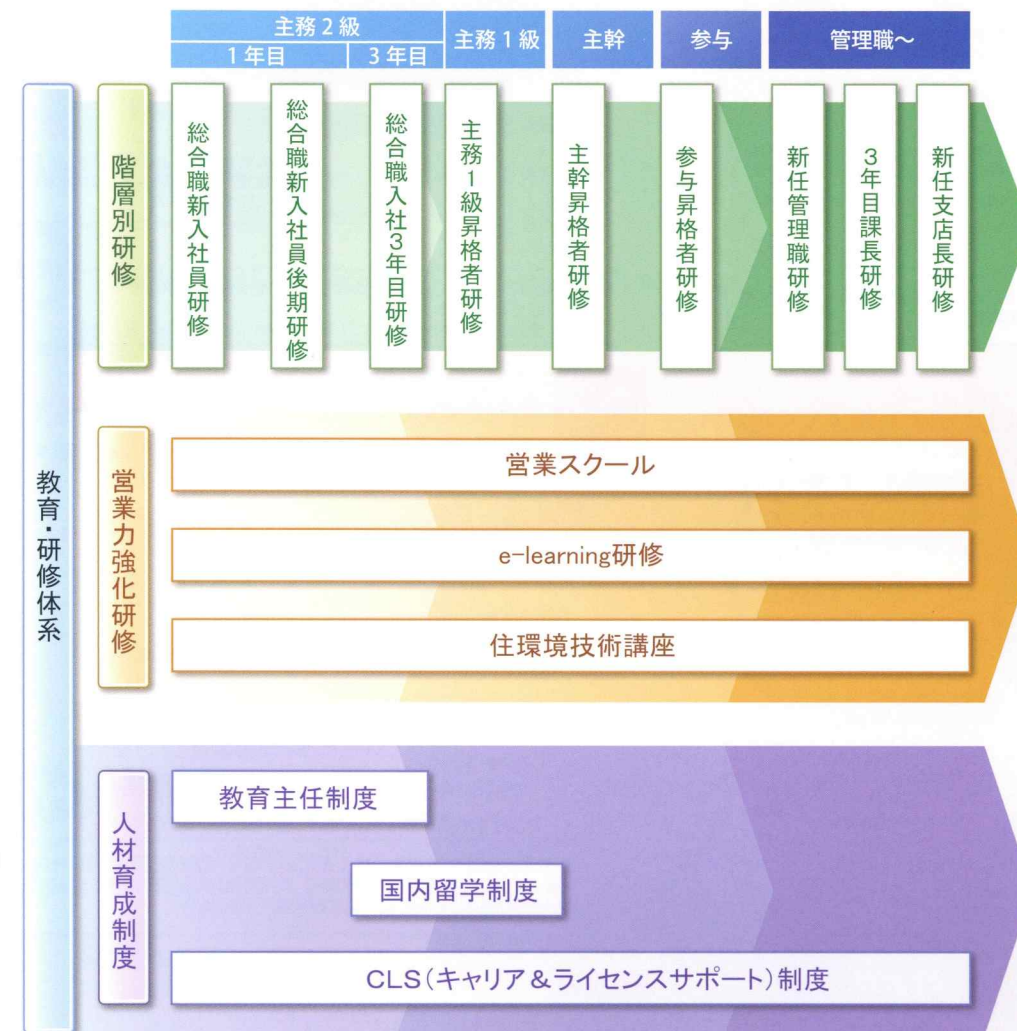 主務2級
主務1級
主幹
参与
管理職～
1年目
3年目
教育・研修体系
階層別研修
総合職新入社員研修
総合職新入社員後期研修
総合職入社3年目研修
主務1級昇格者研修
主幹昇格者研修
参与昇格者研修
新任管理職研修
3年目課長研修
新任支店長研修
営業力強化研修
営業スクール
e-learning研修
住環境技術講座
人材育成制度
教育主任制度
国内留学制度
CLS(キャリア&ライセンスサポート)制度